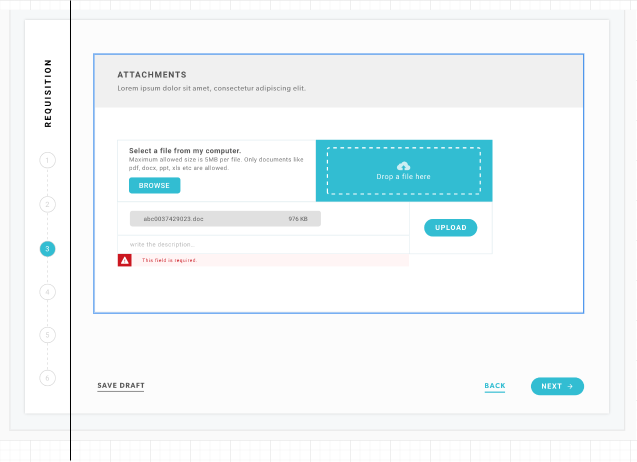 REQUISITION
1
2
3
4
5
6
ATTACHMENTS
Lorem ipsum dolor sit amet, consectetur adipiscing elit.
Select a file from my computer.
Maximum allowed size is 5MB per file. Only documents like
pdf, docx, ppt, xls etc are allowed.
BROWSE
Drop a file here
abc9037429023.doc 976 KB
UPLOAD
write the description...
This field is required.
SAVE DRAFT
BACK
NEXT →